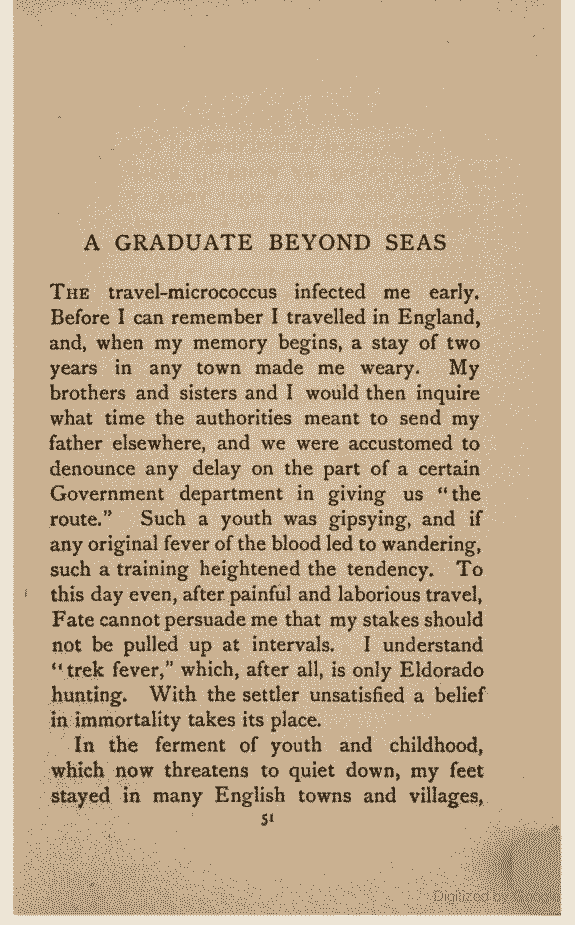 A GRADUATE BEYOND SEAS
THE travel-micrococcus infected me early.
Before I can remember I travelled in England,
and, when my memory begins, a stay of two
years in any town made me weary. My
brothers and sisters and I would then inquire
what time the authorities meant to send my
father elsewhere, and we were accustomed to
denounce any delay on the part of a certain
Government department in giving us “the
route.” Such a youth was gipsying, and if
any original fever of the blood led to wandering,
such a training heightened the tendency. To
this day even, after painful and laborious travel,
Fate cannot persuade me that my stakes should
not be pulled up at intervals. I understand
“trek fever,” which, after all, is only Eldorado
hunting. With the settler unsatisfied a belief
in immortality takes its place.
In the ferment of youth and childhood,
which now threatens to quiet down, my feet
stayed in many English towns and villages,
51
Digitized by Google